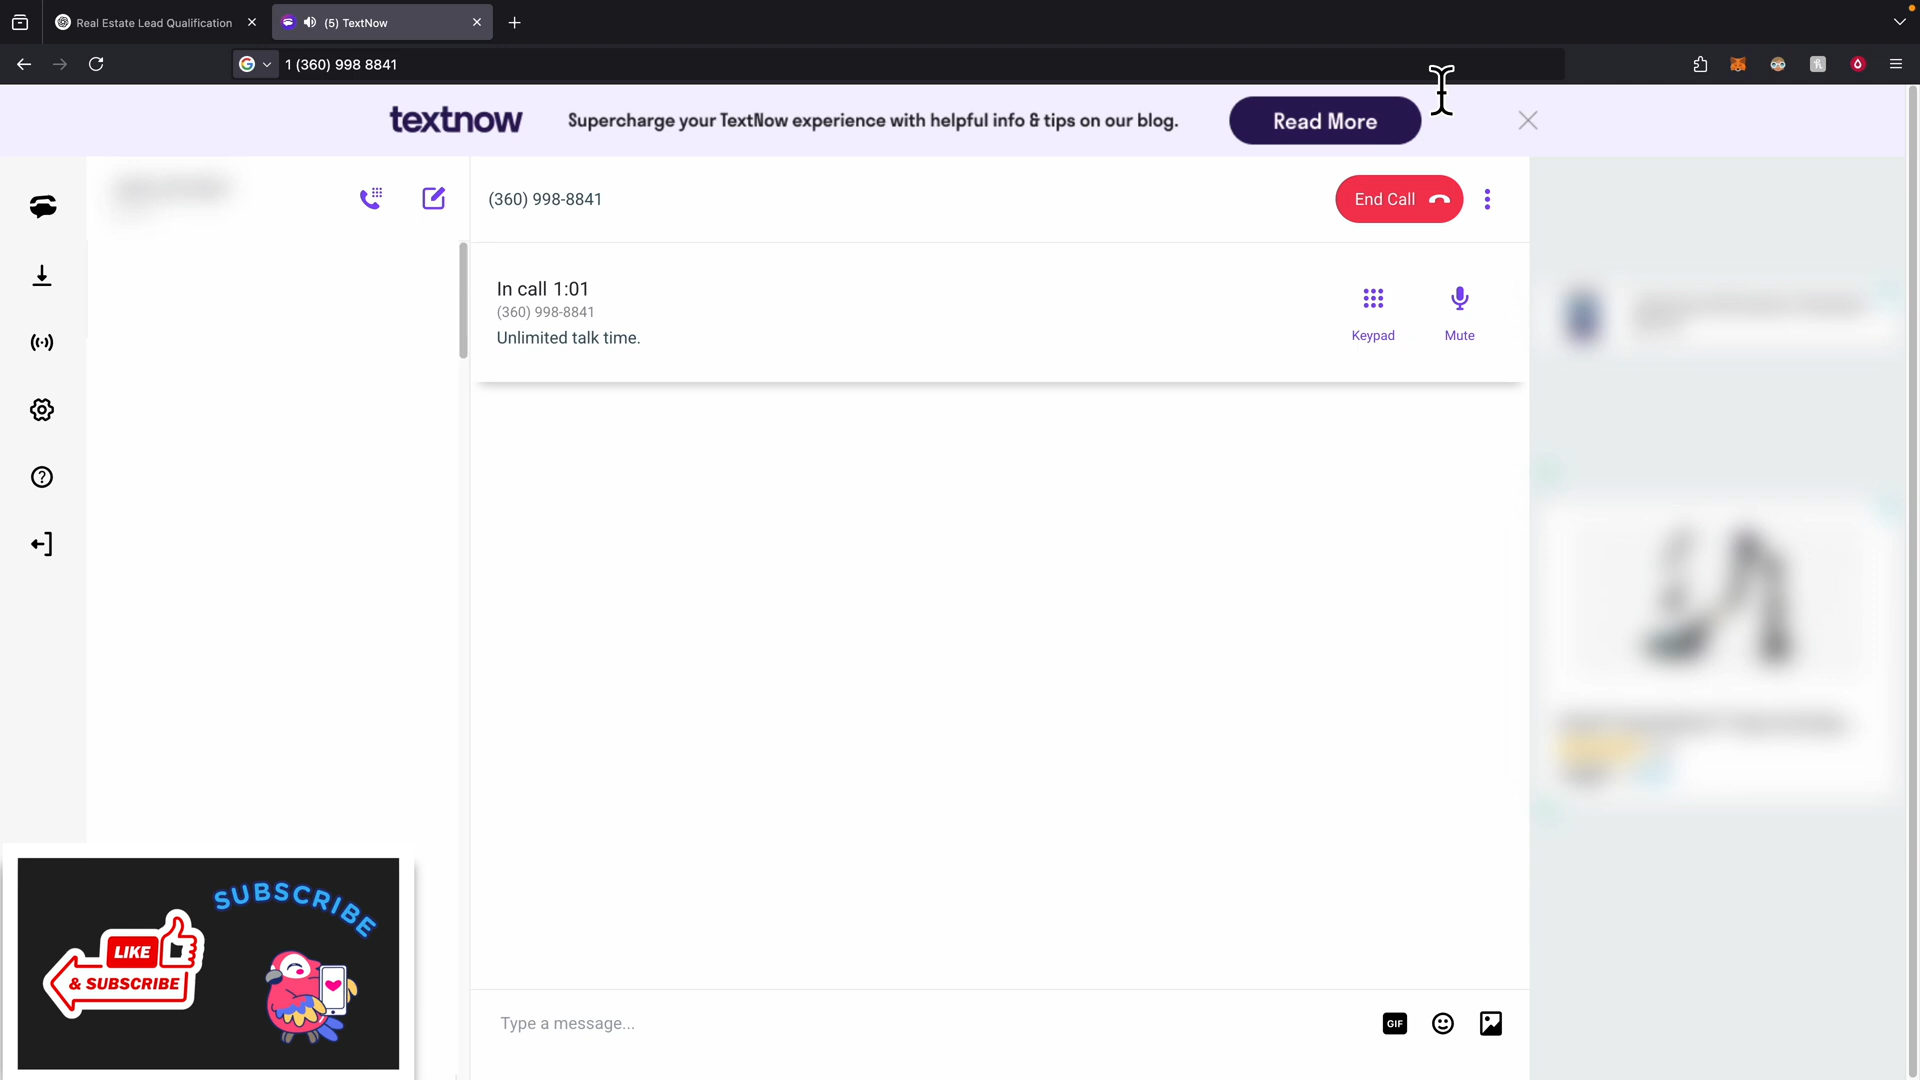 Real Estate Lead Qualification
(5) TextNow
1 (360) 998 8841
textnow
Supercharge your TextNow experience with helpful info & tips on our blog.
Read More
(360) 998-8841
End Call
In call 1:01
(360) 998-8841
Unlimited talk time.
Keypad
Mute
SUBSCRIBE
LIKE
& SUBSCRIBE
Type a message...
GIF